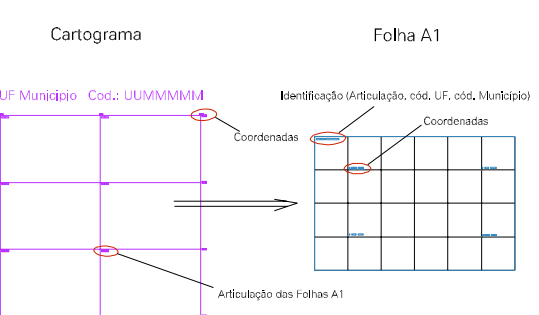 Cartograma
Folha A1
UF Município Cod.: UUMMMMM
Identificação (Articulação, cód. UF, cód. Município)
Coordenadas
Coordenadas
Articulação das Folhas A1